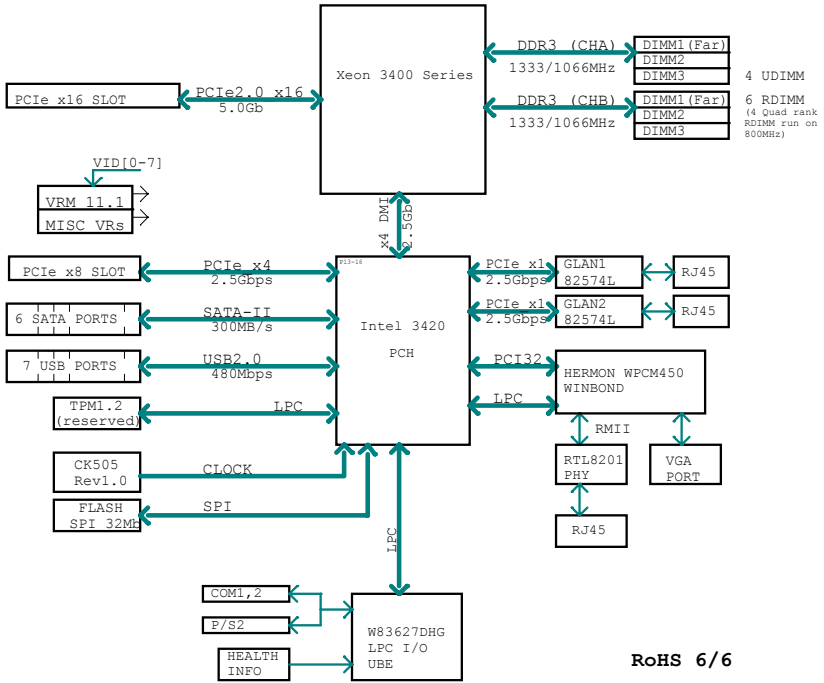 Xeon 3400 Series
PCIe x16 SLOT
PCIe2.0 x16
5.0Gb
DDR3 (CHA)
1333/1066MHz
DIMM1(Far)
DIMM2
DIMM3
4 UDIMM
DDR3 (CHB)
1333/1066MHz
DIMM1(Far)
DIMM2
DIMM3
6 RDIMM
(4 Quad rank
RDIMM run on
800MHz)
VID[0-7]
VRM 11.1
MISC VRs
x4 DMI
2.5Gb
P13-16
Intel 3420
PCH
PCIe x8 SLOT
PCIe x4
2.5Gbps
6 SATA PORTS
SATA-II
300MB/s
7 USB PORTS
USB2.0
480Mbps
TPM1.2
(reserved)
LPC
CK505
Rev1.0
CLOCK
FLASH
SPI 32Mb
SPI
PCIe x1
2.5Gbps
GLAN1
82574L
RJ45
PCIe x1
2.5Gbps
GLAN2
82574L
RJ45
PCI32
LPC
HERMON WPCM450
WINBOND
RMII
RTL8201
PHY
VGA
PORT
RJ45
LPC
COM1,2
P/S2
HEALTH
INFO
W83627DHG
LPC I/O
UBE
RoHS 6/6